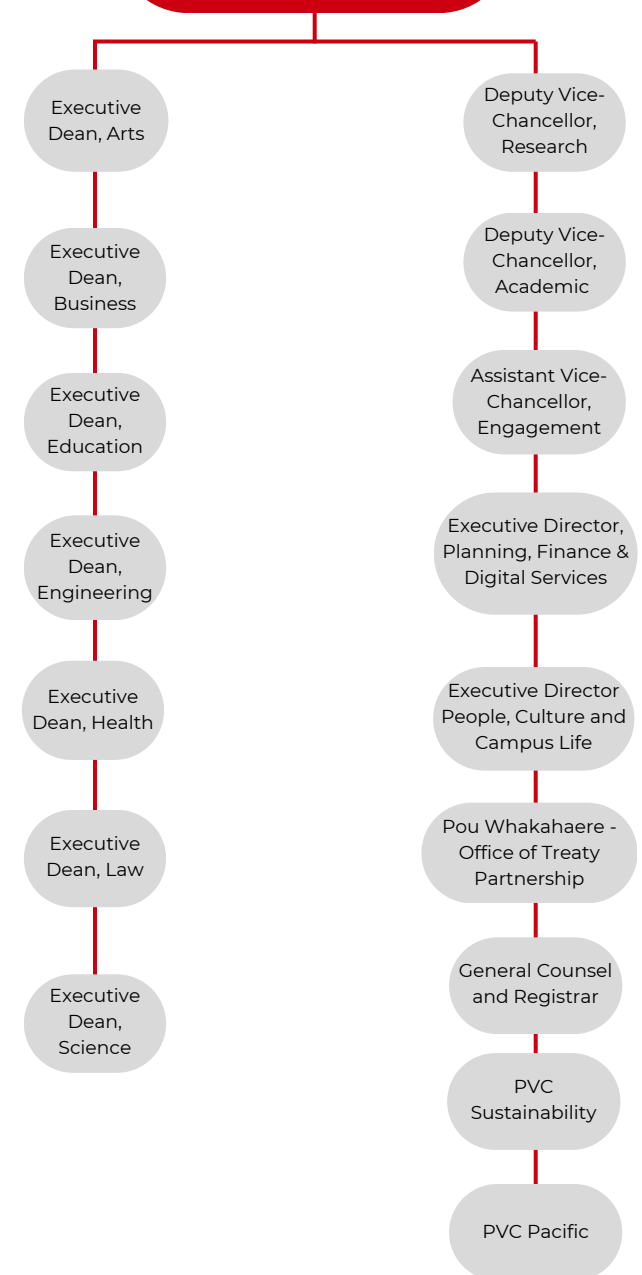 Executive
Dean, Arts
Executive
Dean,
Business
Executive
Dean,
Education
Executive
Dean,
Engineering
Executive
Dean, Health
Executive
Dean, Law
Executive
Dean,
Science
Deputy Vice-
Chancellor,
Research
Deputy Vice-
Chancellor,
Academic
Assistant Vice-
Chancellor,
Engagement
Executive Director,
Planning, Finance &
Digital Services
Executive Director
People, Culture and
Campus Life
Pou Whakahaere -
Office of Treaty
Partnership
General Counsel
and Registrar
PVC
Sustainability
PVC Pacific